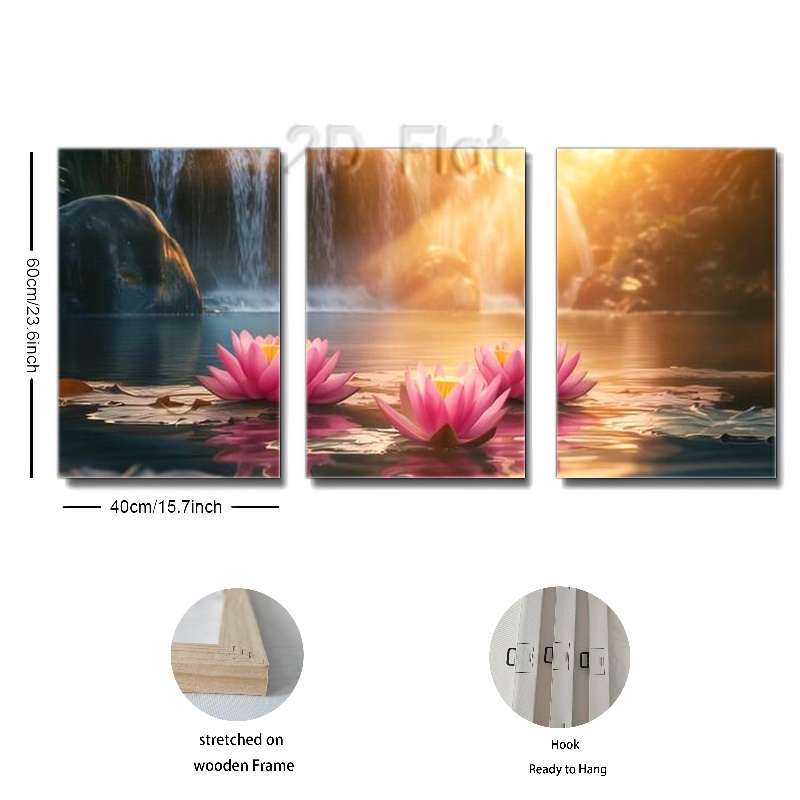 2D Flat
60cm/23.6inch
40cm/15.7inch
stretched on
wooden Frame
Hook
Ready to Hang